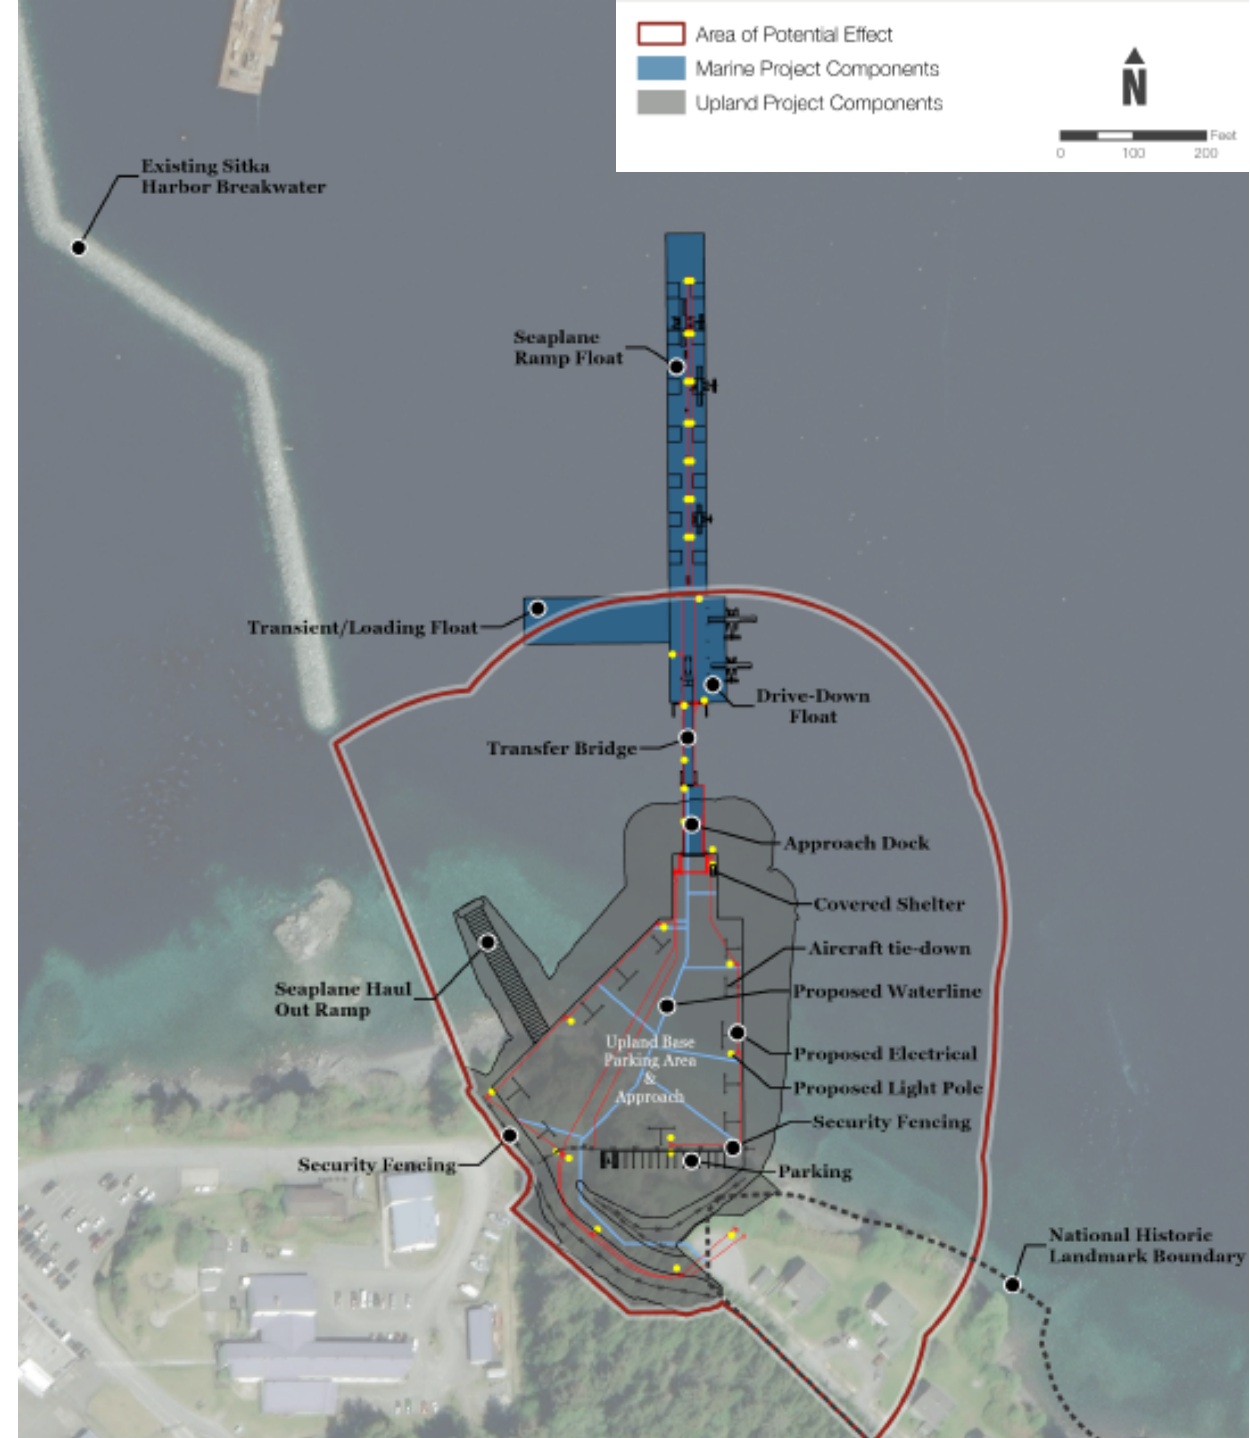 Area of Potential Effect
Marine Project Components
Upland Project Components
N
Feet
0 100 200
Existing Sitka
Harbor Breakwater
Seaplane
Ramp Float
Transient/Loading Float
Drive-Down
Float
Transfer Bridge
Approach Dock
Covered Shelter
Aircraft tie-down
Seaplane Haul
Out Ramp
Proposed Waterline
Upland Base
Parking Area
&
Approach
Proposed Electrical
Proposed Light Pole
Security Fencing
Security Fencing
Parking
National Historic
Landmark Boundary